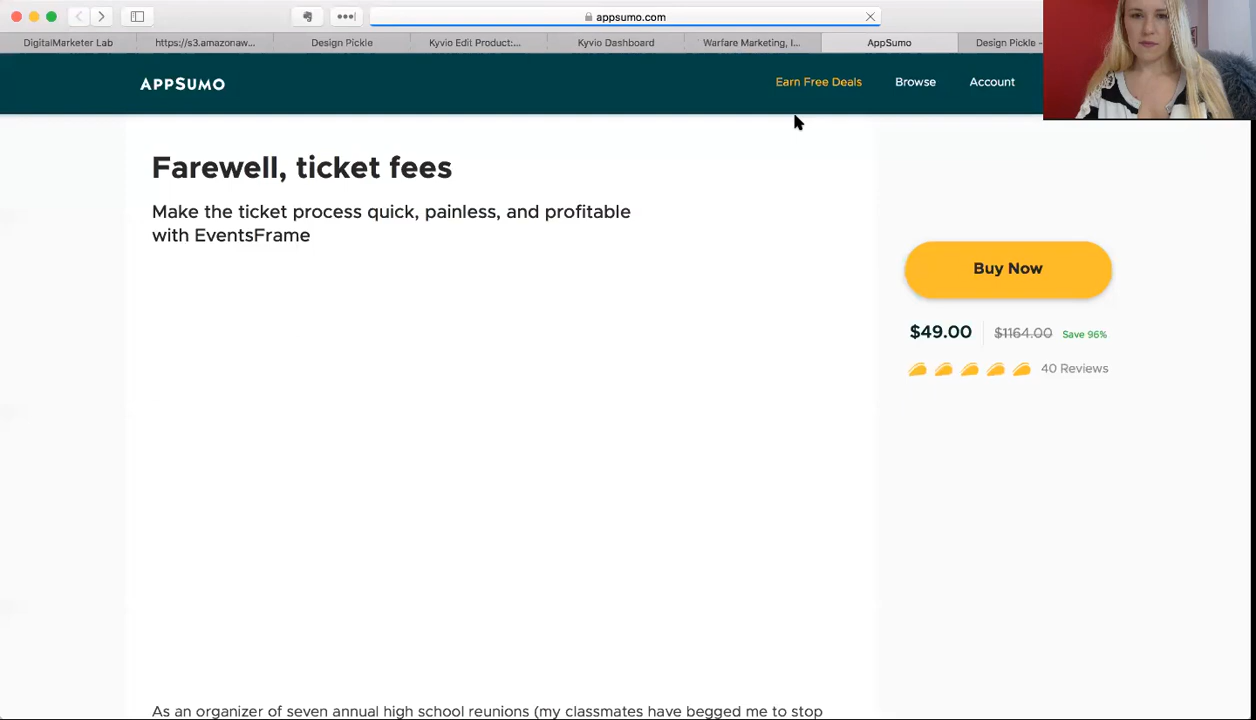 appsumo.com
DigitalMarketer Lab
https://s3.amazonaw...
Design Pickle
Kyvio Edit Product:...
Kyvio Dashboard
Warfare Marketing, I...
AppSumo
Design Pickle -
APPSUMO
Earn Free Deals
Browse
Account
Farewell, ticket fees
Make the ticket process quick, painless, and profitable
with EventsFrame
Buy Now
$49.00 $1164.00 Save 96%
40 Reviews
As an organizer of seven annual high school reunions (my classmates have begged me to stop